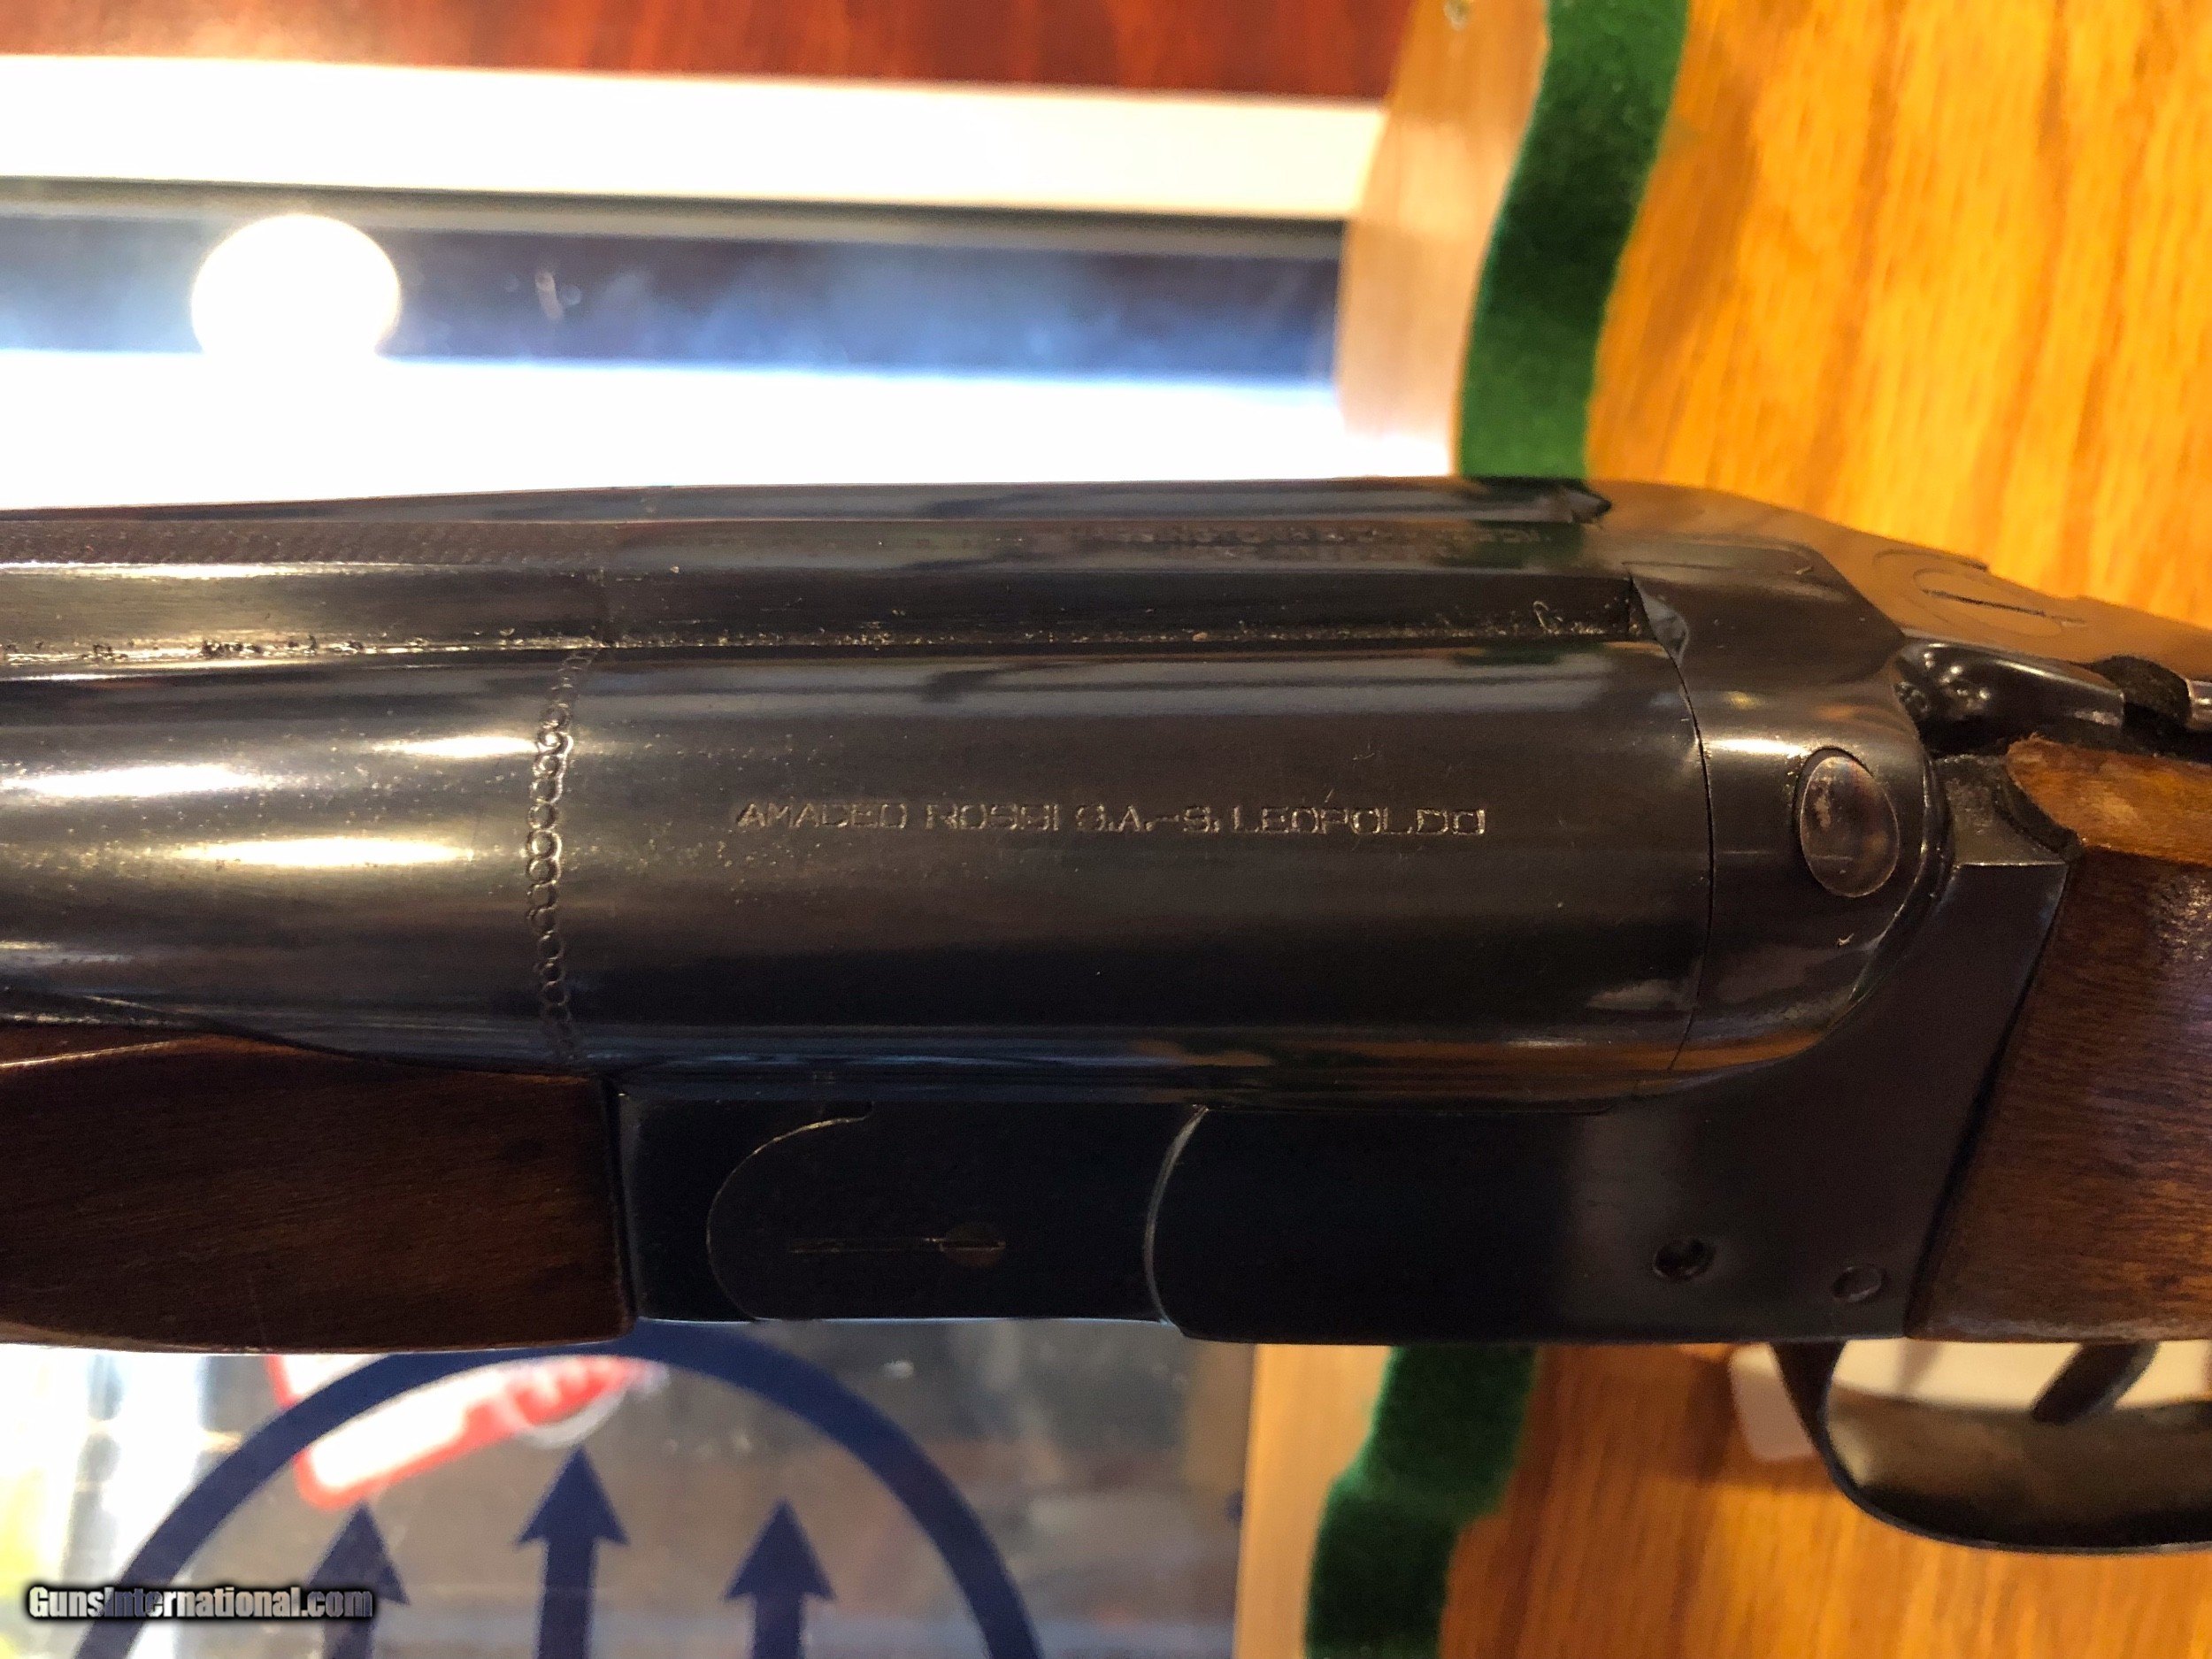 AMADEO ROSSI S.A.-S. LEOPOLDO
GunsInternational.com